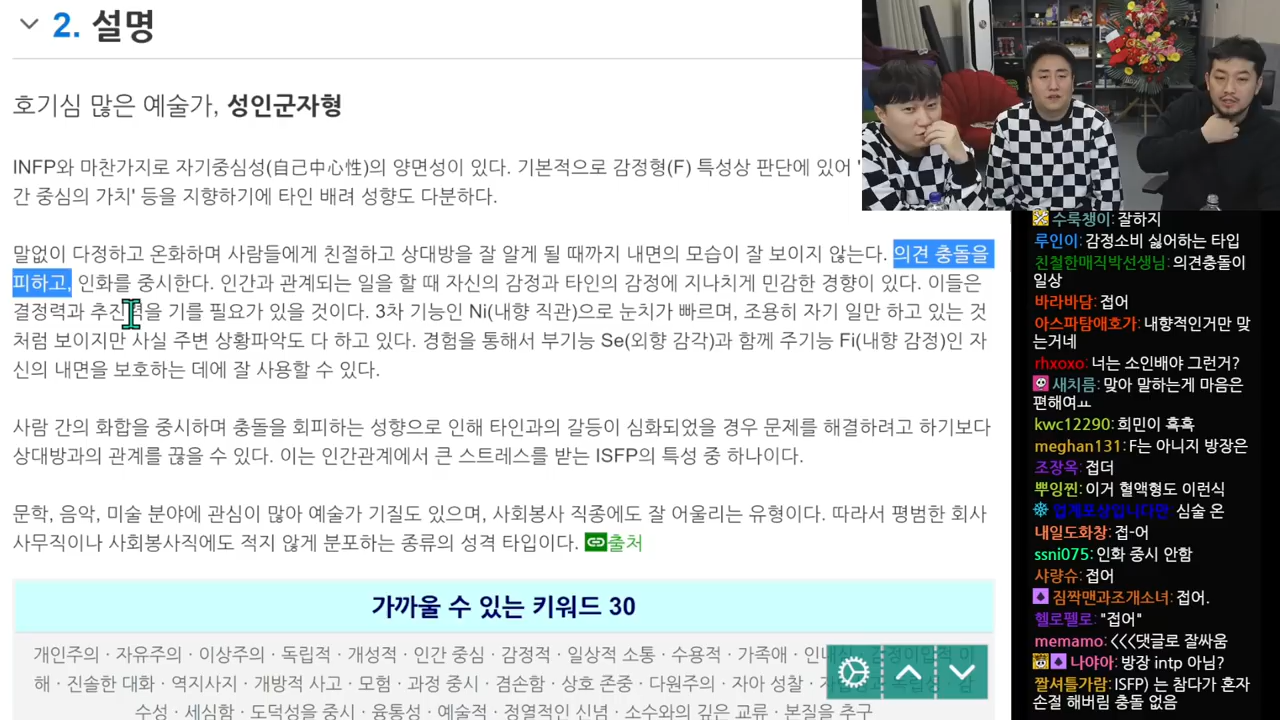 2. 설명
호기심 많은 예술가, 성인군자형
INFP와 마찬가지로 자기중심성(自己中心性)의 양면성이 있다. 기본적으로 감정형(F) 특성상 판단에 있어 '
간 중심의 가치' 등을 지향하기에 타인 배려 성향도 다분하다.
말없이 다정하고 온화하며 사람들에게 친절하고 상대방을 잘 알게 될 때까지 내면의 모습이 잘 보이지 않는다. 의견 충돌을
피하고, 인화를 중시한다. 인간과 관계되는 일을 할 때 자신의 감정과 타인의 감정에 지나치게 민감한 경향이 있다. 이들은
결정력과 추진력을 기를 필요가 있을 것이다. 3차 기능인 Ni(내향 직관)으로 눈치가 빠르며, 조용히 자기 일만 하고 있는 것
처럼 보이지만 사실 주변 상황파악도 다 하고 있다. 경험을 통해서 부기능 Se(외향 감각)과 함께 주기능 Fi(내향 감정)인 자
신의 내면을 보호하는 데에 잘 사용할 수 있다.
사람 간의 화합을 중시하며 충돌을 회피하는 성향으로 인해 타인과의 갈등이 심화되었을 경우 문제를 해결하려고 하기보다
상대방과의 관계를 끊을 수 있다. 이는 인간관계에서 큰 스트레스를 받는 ISFP의 특성 중 하나이다.
문학, 음악, 미술 분야에 관심이 많아 예술가 기질도 있으며, 사회봉사 직종에도 잘 어울리는 유형이다. 따라서 평범한 회사
사무직이나 사회봉사직에도 적지 않게 분포하는 종류의 성격 타입이다. 출처
가까울 수 있는 키워드 30
개인주의 · 자유주의 · 이상주의 · 독립적 · 개성적 · 인간 중심 · 감정적 · 일상적 소통 · 수용적 · 가족애 ·
해 · 진솔한 대화 · 개방적 사고 · 모험 · 과정 중시 · 겸손함 · 상호 존중 · 다원주의 · 자아 성찰 ·
수성 · 세심함 · 예술적 · 정열적인 신념 · 소수와의 깊은 교류 · 본질을 추구
수룩챙이: 잘하지
루인이: 감정소비 싫어하는 타입
친철한매직박선생님: 의견충돌이
일상
바라바담: 접어
아스파탐애호가: 내향적인거만 맞
는거네
rhxoxo: 너는 소인배야 그런거?
새치름: 맞아 말하는게 마음은
편해여ㅛ
kwc12290: 희민이 흑흑
meghan131: F는 아니지 방장은
조장옥: 접더
뿌잉찐: 이거 혈액형도 이런식
업계포상입니다만: 심술 온
내일도화창: 접-어
ssni075: 인화 중시 안함
샤량슈: 접어
짐짝맨과조개소녀: 접어.
헬로펠로: "접어"
memamo: <<<댓글로 잘싸움
나야아: 방장 intp 아님?
짤셔틀가람: ISFP) 는 참다가 혼자
손절 해버림 충돌 없음